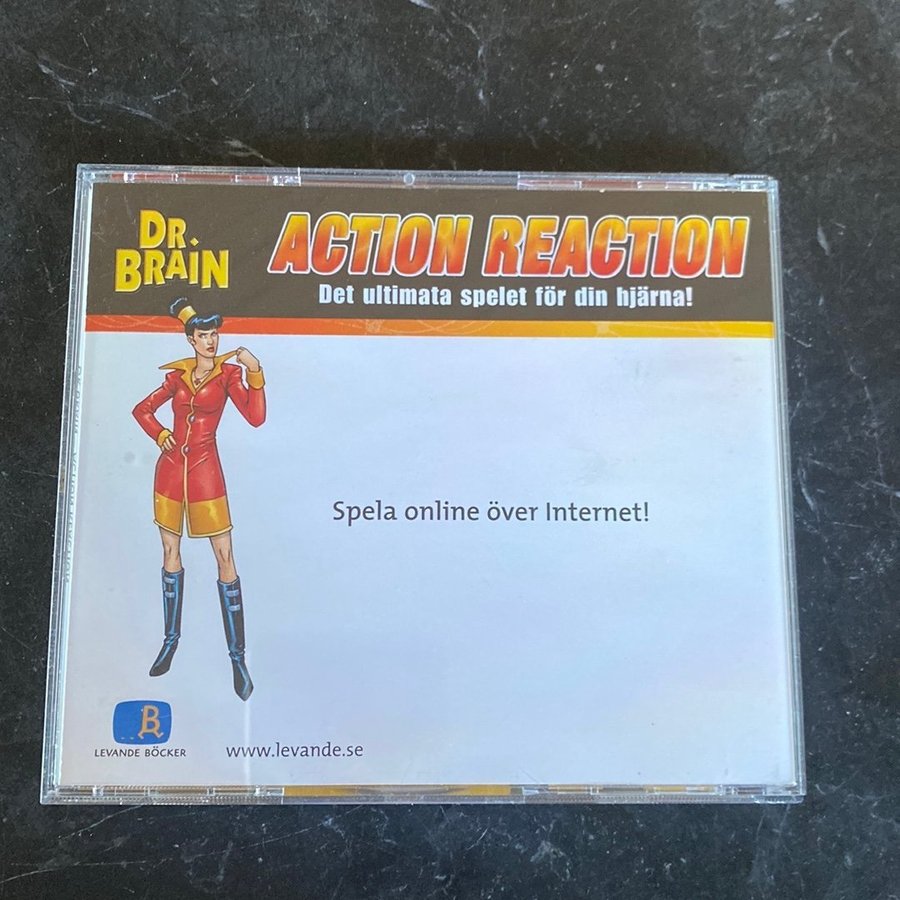 DR.
BRAIN
ACTION REACTION
Det ultimata spelet för din hjärna!
Spela online över Internet!
B
LEVANDE BÖCKER
www.levande.se